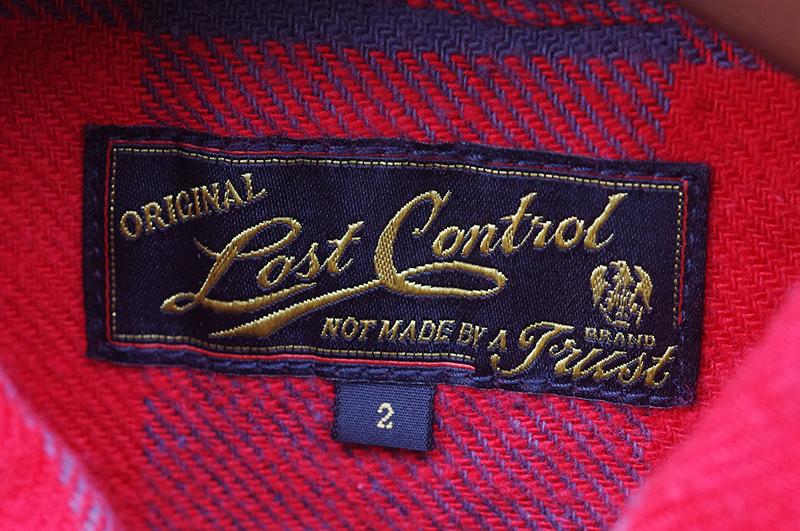 ORIGINAL
Lost Control
NOT MADE BY A Trust
BRAND
2